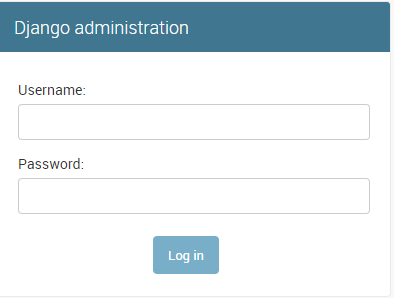 Django administration
Username:
Password:
Log in